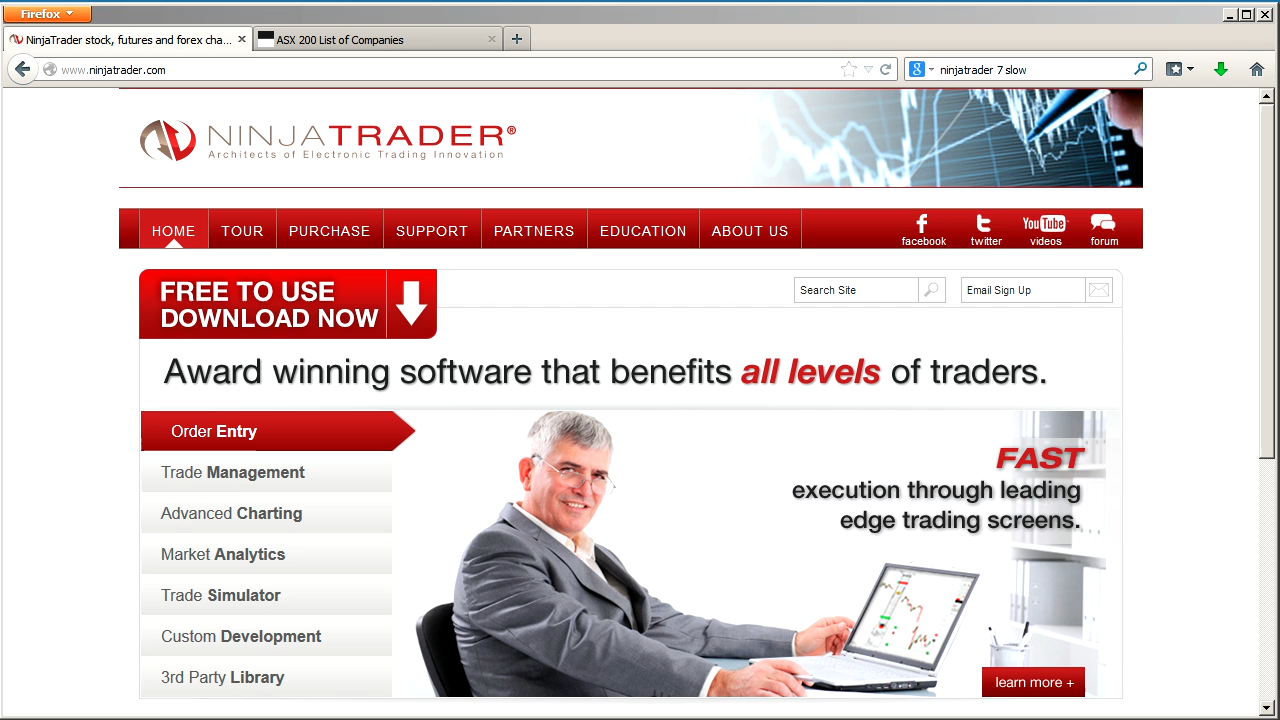 Firefox
NinjaTrader stock, futures and forex cha...
ASX 200 List of Companies
www.ninjatrader.com
ninjatrader 7 slow
NINJATRADER®
Architects of Electronic Trading Innovation
HOME
TOUR
PURCHASE
SUPPORT
PARTNERS
EDUCATION
ABOUT US
facebook
twitter
YouTube
videos
forum
FREE TO USE
DOWNLOAD NOW
Search Site
Email Sign Up
Award winning software that benefits all levels of traders.
Order Entry
Trade Management
Advanced Charting
Market Analytics
Trade Simulator
Custom Development
3rd Party Library
FAST
execution through leading
edge trading screens.
learn more +